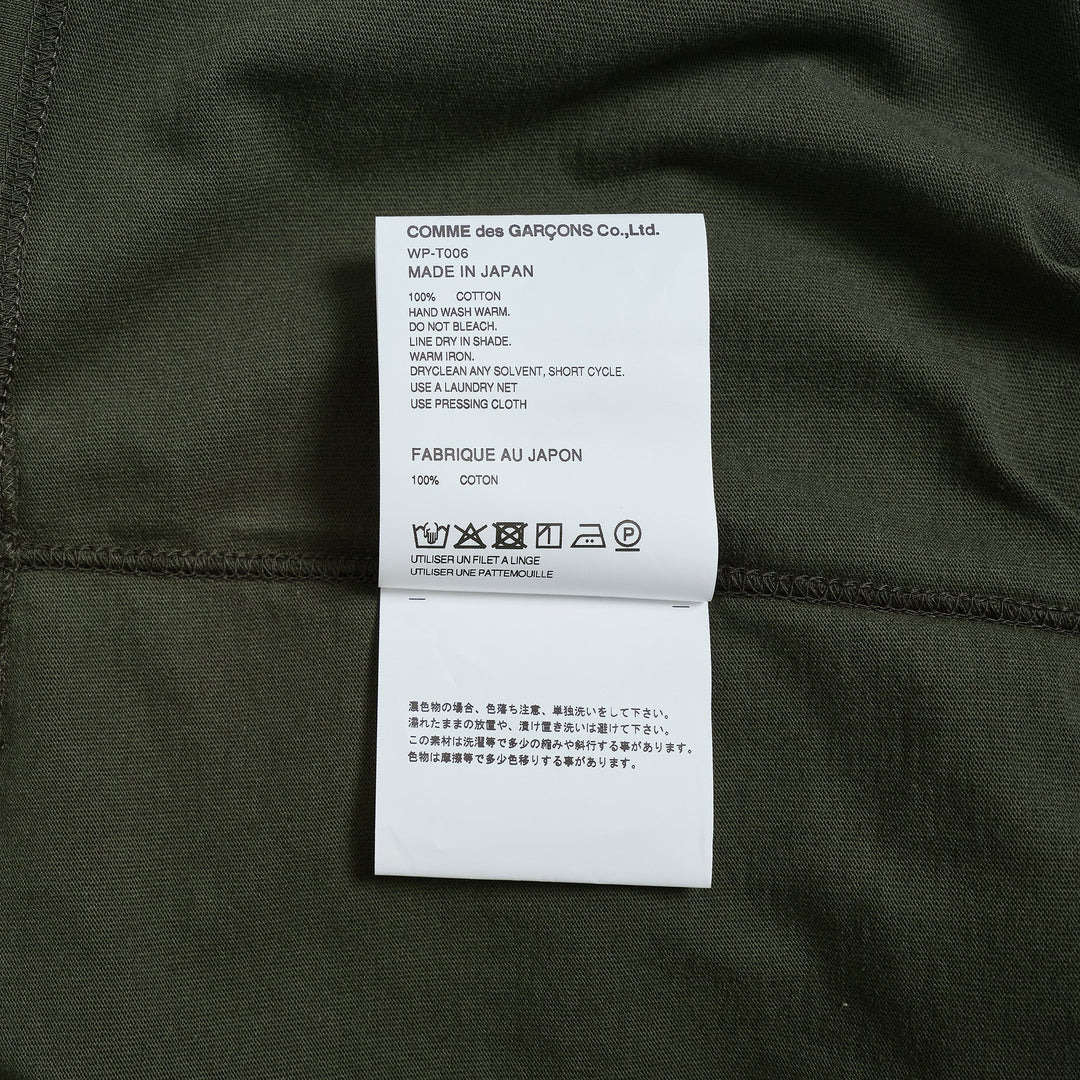 COMME des GARÇONS Co.,Ltd.
WP-T006
MADE IN JAPAN
100% COTTON
HAND WASH WARM.
DO NOT BLEACH.
LINE DRY IN SHADE.
WARM IRON.
DRYCLEAN ANY SOLVENT, SHORT CYCLE.
USE A LAUNDRY NET
USE PRESSING CLOTH
FABRIQUE AU JAPON
100% COTON
P
UTILISER UN FILET A LINGE
UTILISER UNE PATTEMOUILLE
濃色物の場合、色落ち注意、単独洗いをして下さい。
濡れたままの放置や、漬け置き洗いは避けて下さい。
この素材は洗濯等で多少の縮みや斜行する事があります。
色物は摩擦等で多少色移りする事があります。